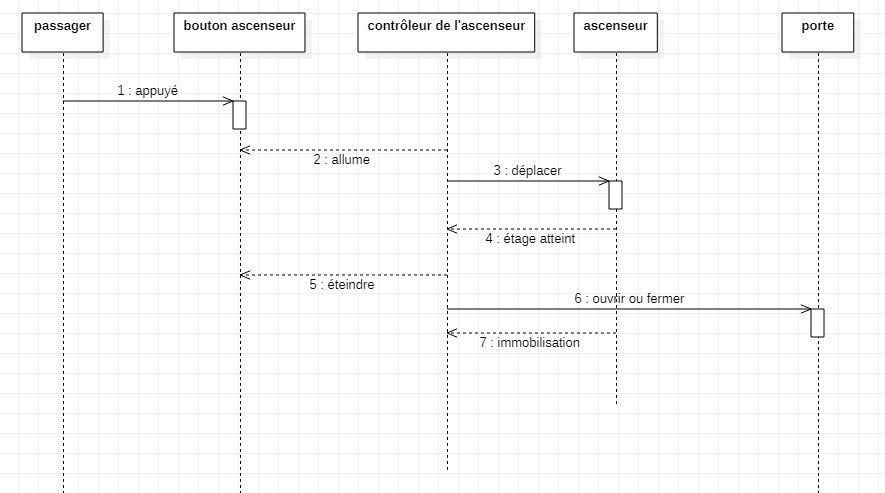 passager
bouton ascenseur
contrôleur de l'ascenseur
ascenseur
porte
1 : appuyé
2 : allume
3 : déplacer
4 : étage atteint
5 : éteindre
6 : ouvrir ou fermer
7 : immobilisation